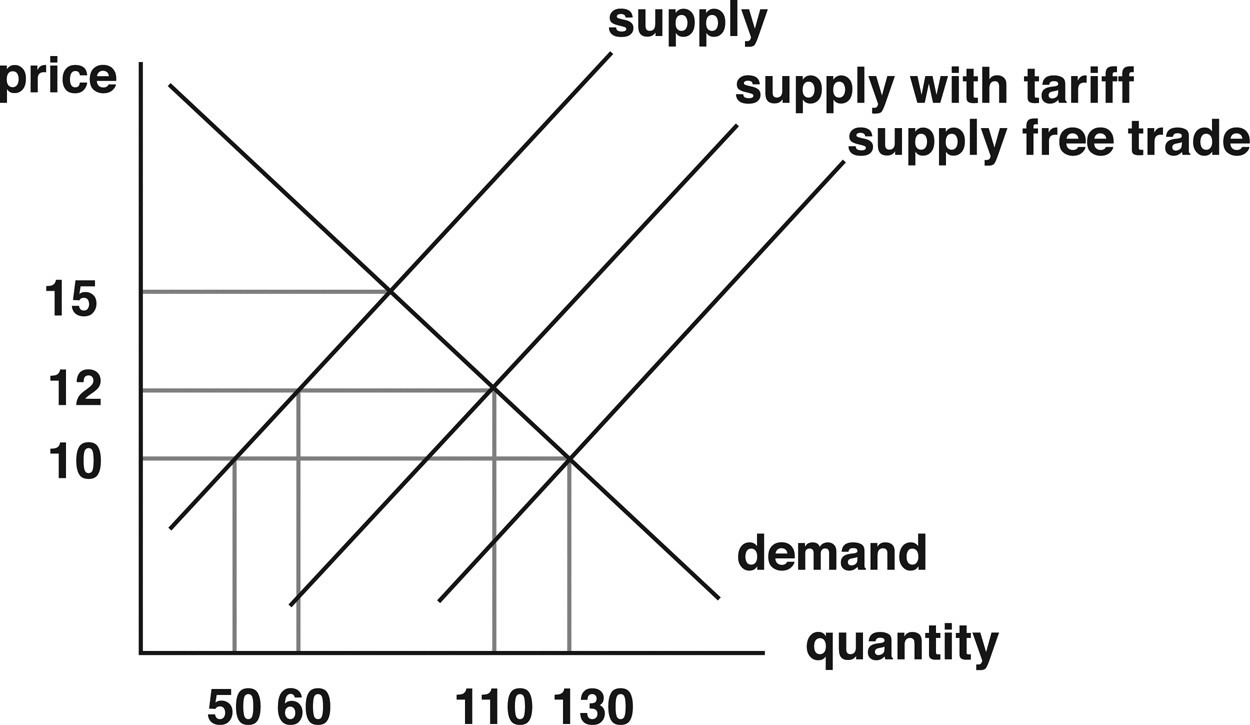 supply
price
supply with tariff
supply free trade
15
12
10
demand
quantity
50 60 110 130